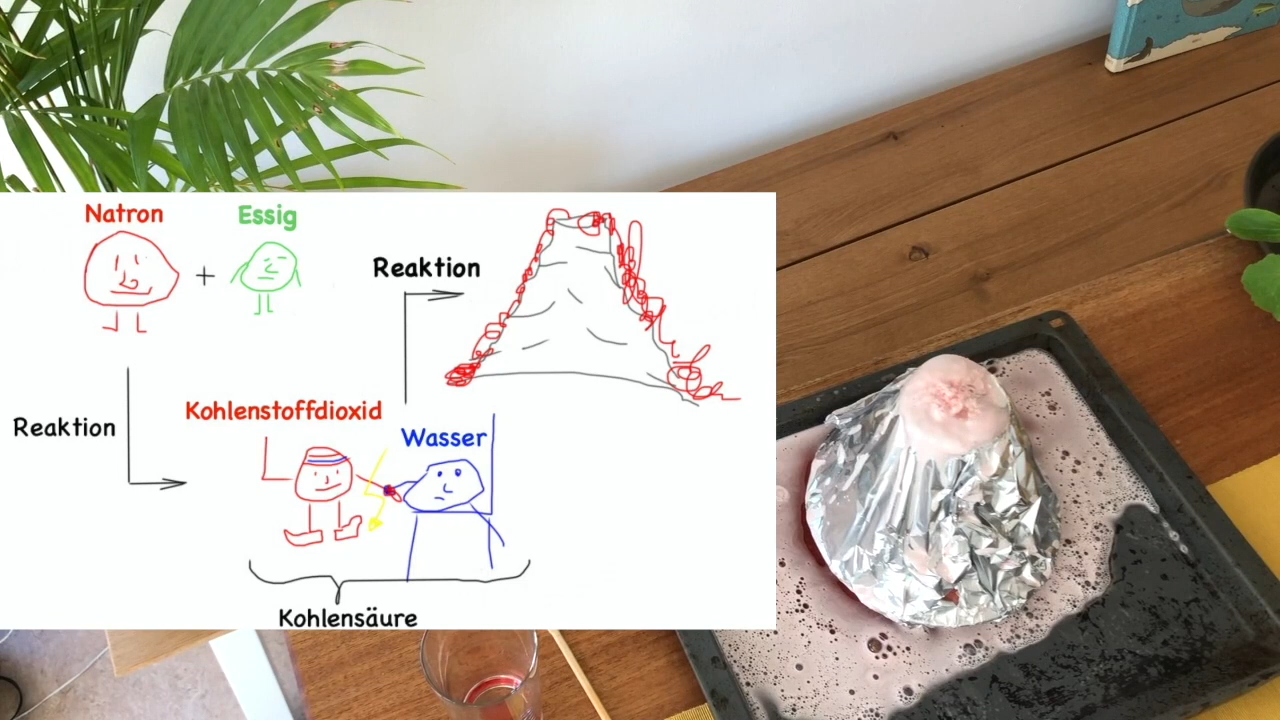 Natron
Essig
Reaktion
Reaktion
Kohlenstoffdioxid
Wasser
Kohlensäure